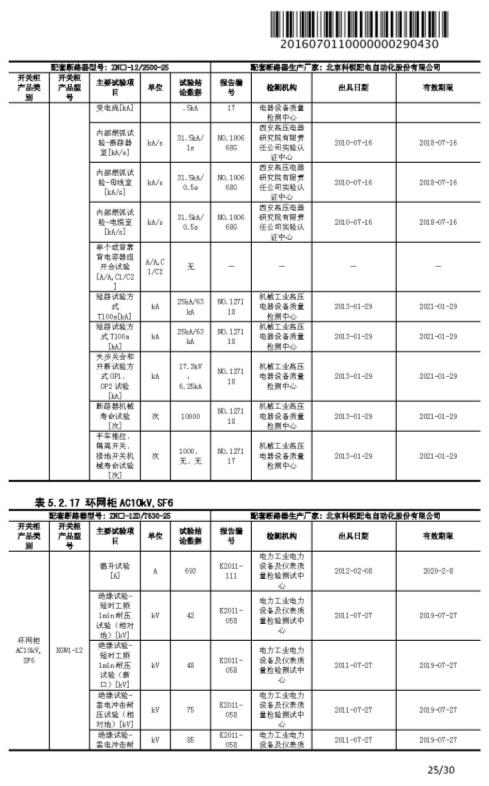 2016070110000000290430
配套断路器型号: ZN□-12/2500-25 配套断路器生产厂家: 北京科锐配电自动化股份有限公司
开关柜产品类别 开关柜产品型号 主要试验项目 单位 试验结论数据 报告编号 检测机构 出具日期 有效期限
受电流[kA] .5kA 17 电器设备质量检测中心
内部燃弧试验-断路器室[kA/s] kA/s 31.5kA/1s NO.100668G 西安高压电器研究院有限责任公司实验认证中心 2010-07-16 2018-07-16
内部燃弧试验-母线室[kA/s] kA/s 31.5kA/0.5s NO.100668G 西安高压电器研究院有限责任公司实验认证中心 2010-07-16 2018-07-16
内部燃弧试验-电缆室[kA/s] kA/s 31.5kA/0.5s NO.100668G 西安高压电器研究院有限责任公司实验认证中心 2010-07-16 2018-07-16
单个或背靠背电容器组开合试验[A/A,C1/C2] A/A,C1/C2 无 — — — —
短路试验方式T100s[kA] kA 25kA/63kA NO.127118 机械工业高压电器设备质量检测中心 2013-01-29 2021-01-29
短路试验方式T100a[kA] kA 25kA/63kA NO.127118 机械工业高压电器设备质量检测中心 2013-01-29 2021-01-29
失步关合和开断试验方式OP1、OP2试验[kA] kA 17.3kV, 6.25kA NO.127118 机械工业高压电器设备质量检测中心 2013-01-29 2021-01-29
断路器机械寿命试验[次] 次 10000 NO.127118 机械工业高压电器设备质量检测中心 2013-01-29 2021-01-29
手车推拉、隔离开关、接地开关机械寿命试验[次] 次 1000、无、无 NO.127117 机械工业高压电器设备质量检测中心 2013-01-29 2021-01-29
表 5.2.17 环网柜 AC10kV,SF6
配套断路器型号: ZN□-12D/T630-25 配套断路器生产厂家: 北京科锐配电自动化股份有限公司
开关柜产品类别 开关柜产品型号 主要试验项目 单位 试验结论数据 报告编号 检测机构 出具日期 有效期限
环网柜AC10kV,SF6 XGW1-12 温升试验[A] A 693 E2011-111 电力工业电力设备及仪表质量检验测试中心 2012-02-08 2020-2-8
绝缘试验-短时工频1min耐压试验(相对地)[kV] kV 42 E2011-058 电力工业电力设备及仪表质量检验测试中心 2011-07-27 2019-07-27
绝缘试验-短时工频1min耐压试验(断口)[kV] kV 48 E2011-058 电力工业电力设备及仪表质量检验测试中心 2011-07-27 2019-07-27
绝缘试验-雷电冲击耐压试验(相对地)[kV] kV 75 E2011-058 电力工业电力设备及仪表质量检验测试中心 2011-07-27 2019-07-27
绝缘试验-雷电冲击耐 kV 85 E2011-058 电力工业电力设备及仪表质 2011-07-27 2019-07-27
25/30